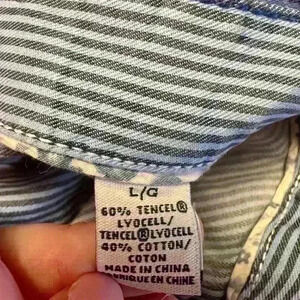 L/G
60% TENCEL®
LYOCELL/
TENCEL®LYOCELL
40% COTTON/
COTON
MADE IN CHINA
FABRIQUE EN CHINE